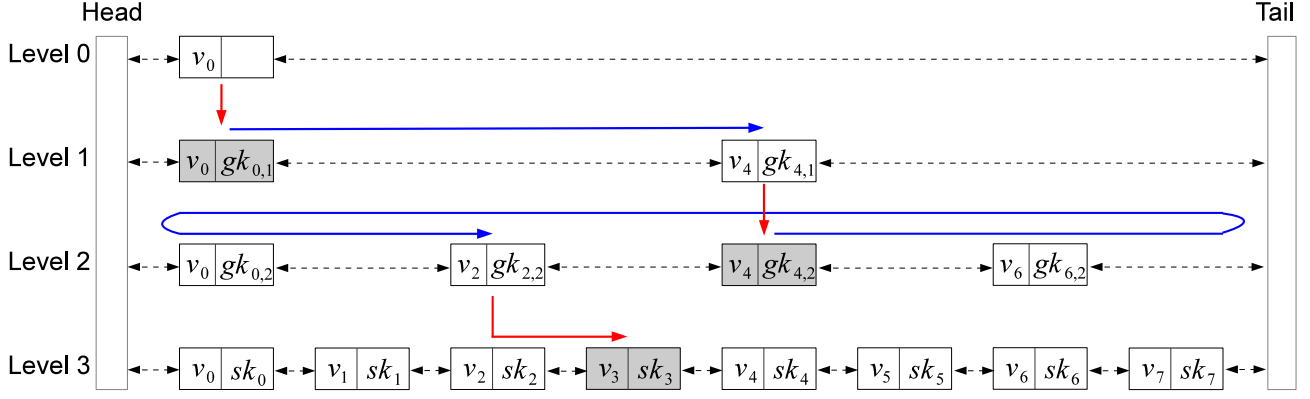 Head Tail
Level 0 v₀
Level 1 v₀ gk₀,₁ v₄ gk₄,₁
Level 2 v₀ gk₀,₂ v₂ gk₂,₂ v₄ gk₄,₂ v₆ gk₆,₂
Level 3 v₀ sk₀ v₁ sk₁ v₂ sk₂ v₃ sk₃ v₄ sk₄ v₅ sk₅ v₆ sk₆ v₇ sk₇